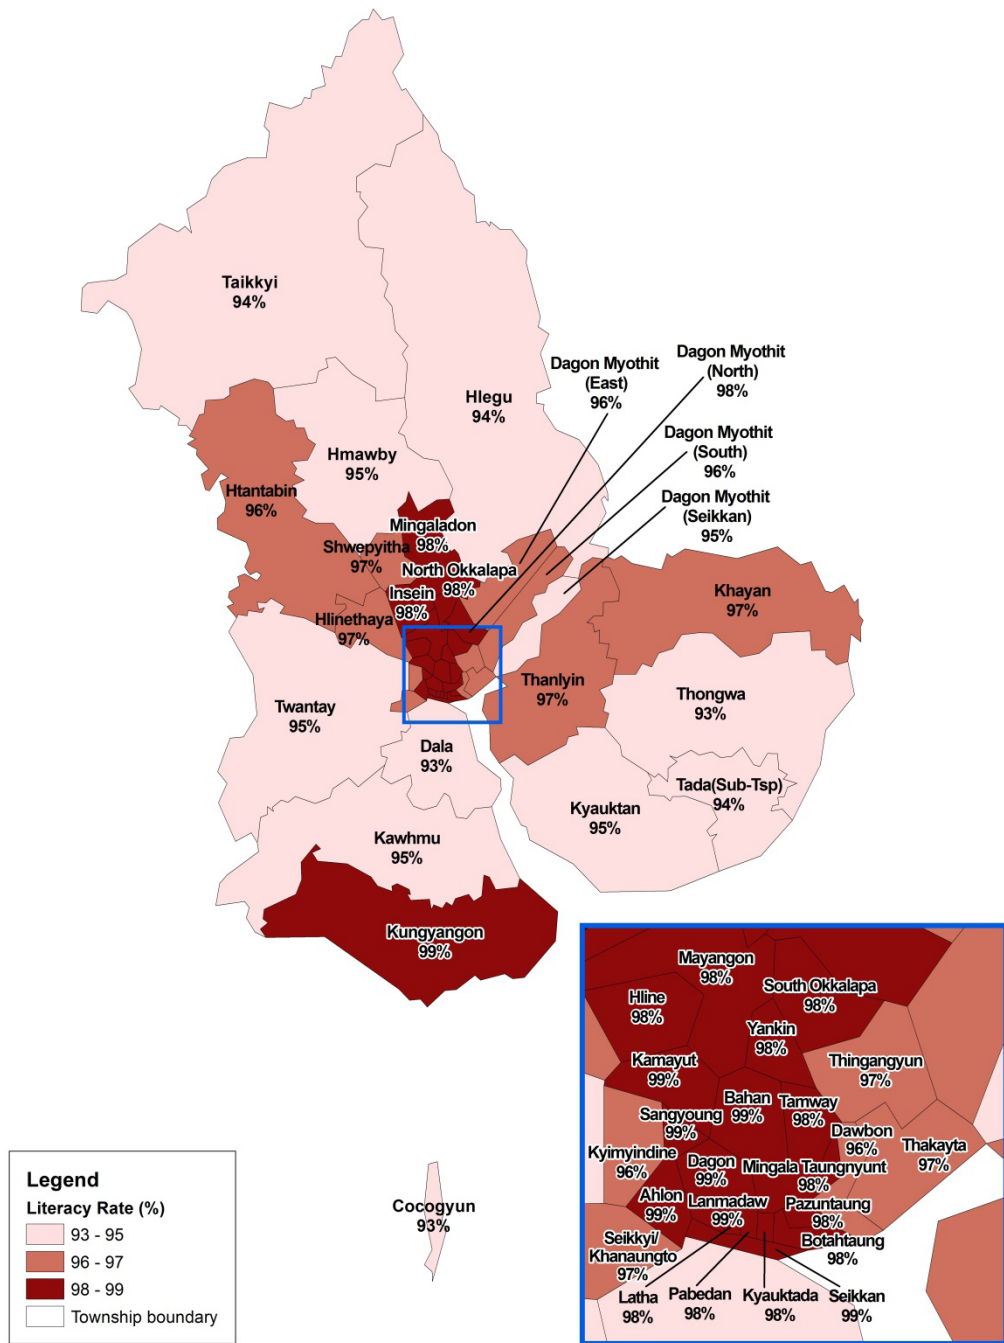 Taikkyi
94%
Hlegu
94%
Dagon Myothit
(East)
96%
Dagon Myothit
(North)
98%
Dagon Myothit
(South)
96%
Dagon Myothit
(Seikkan)
95%
Hmawby
95%
Htantabin
96%
Mingaladon
98%
Shwepyitha
97%
North Okkalapa
98%
Insein
98%
Hlinethaya
97%
Khayan
97%
Thanlyin
97%
Thongwa
93%
Twantay
95%
Dala
93%
Tada(Sub-Tsp)
94%
Kyauktan
95%
Kawhmu
95%
Kungyangon
99%
Cocogyun
93%
Mayangon
98%
South Okkalapa
98%
Hline
98%
Yankin
98%
Kamayut
99%
Thingangyun
97%
Bahan
99%
Tamway
98%
Sangyoung
99%
Dawbon
96%
Thakayta
97%
Kyimyindine
96%
Dagon
99%
Mingala Taungnyunt
98%
Ahlon
99%
Lanmadaw
99%
Pazuntaung
98%
Botahtaung
98%
Seikkyi/
Khanaungto
97%
Latha
98%
Pabedan
98%
Kyauktada
98%
Seikkan
99%
Legend
Literacy Rate (%)
93 - 95
96 - 97
98 - 99
Township boundary